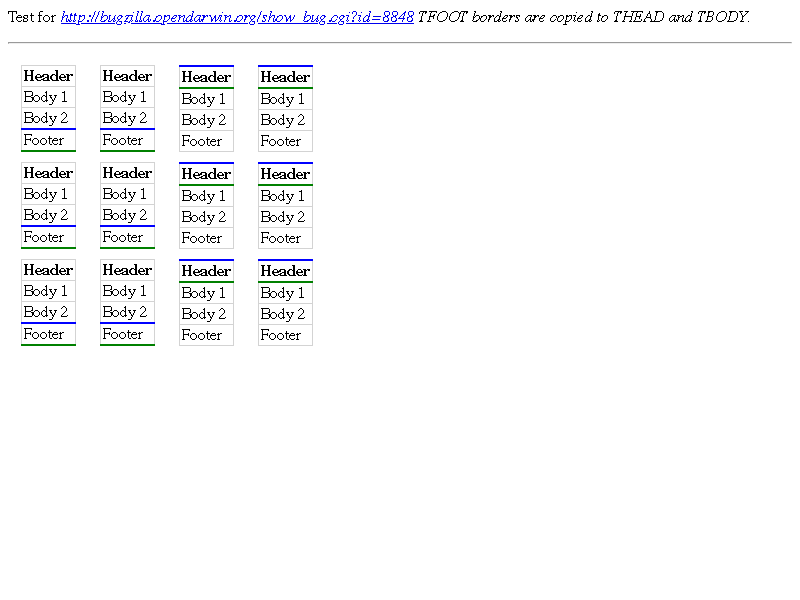 Test for http://bugzilla.opendarwin.org/show_bug.cgi?id=8848 TFOOT borders are copied to THEAD and TBODY.
Header Header Header Header
Body 1 Body 1 Body 1 Body 1
Body 2 Body 2 Body 2 Body 2
Footer Footer Footer Footer
Header Header Header Header
Body 1 Body 1 Body 1 Body 1
Body 2 Body 2 Body 2 Body 2
Footer Footer Footer Footer
Header Header Header Header
Body 1 Body 1 Body 1 Body 1
Body 2 Body 2 Body 2 Body 2
Footer Footer Footer Footer